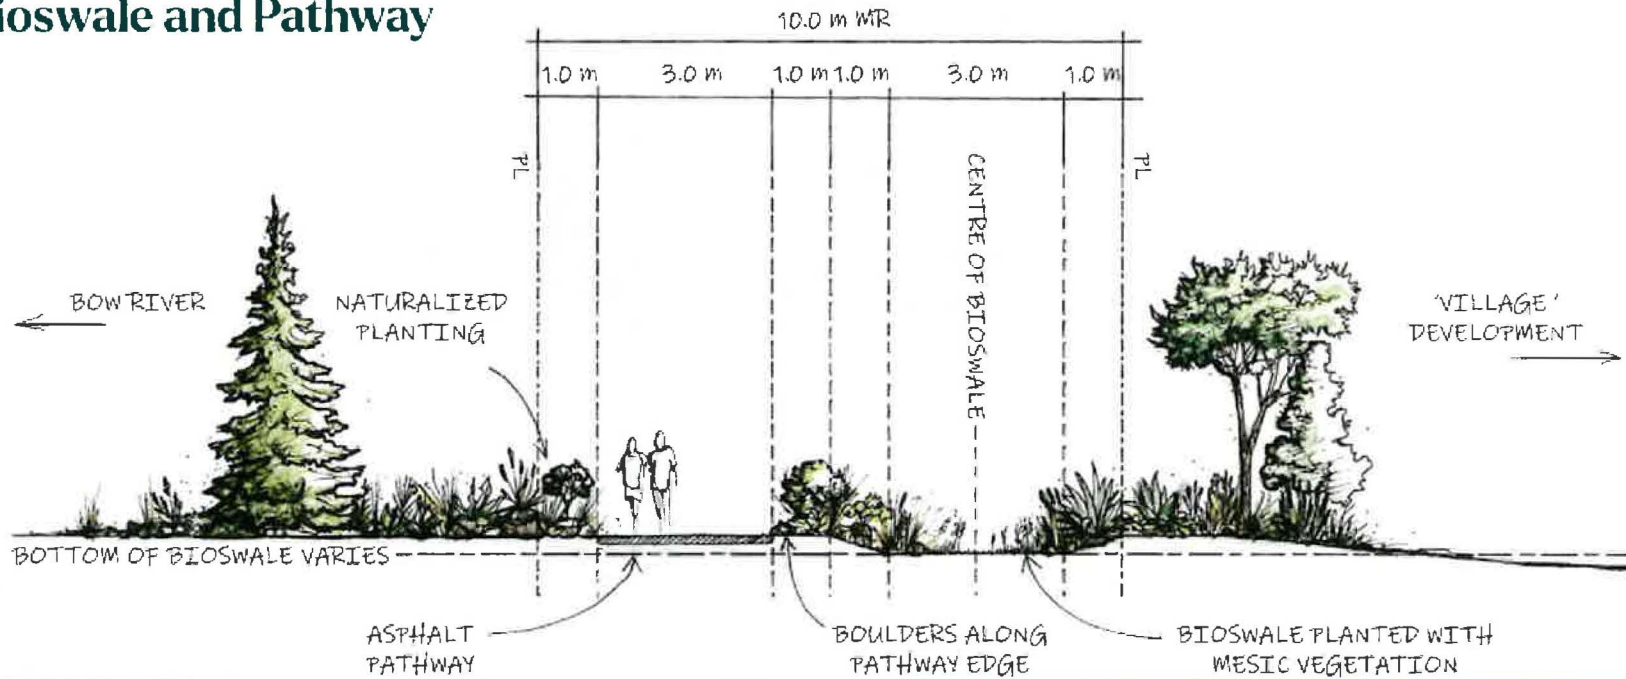 ioswale and Pathway
10.0 m MR
1.0 m 3.0 m 1.0 m 1.0 m 3.0 m 1.0 m
PL
PL
CENTRE OF BIOSWALE
BOW RIVER
NATURALIZED
PLANTING
'VILLAGE'
DEVELOPMENT
BOTTOM OF BIOSWALE VARIES
ASPHALT
PATHWAY
BOULDERS ALONG
PATHWAY EDGE
BIOSWALE PLANTED WITH
MESIC VEGETATION